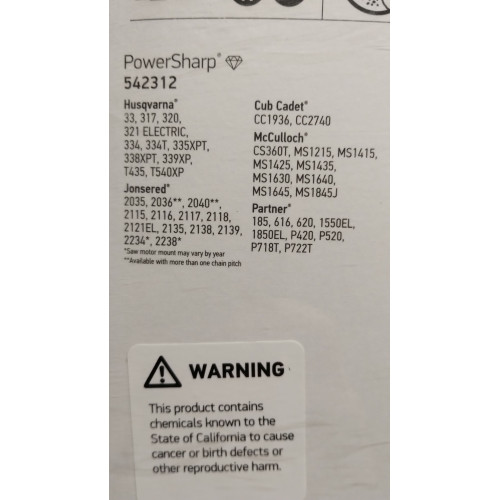 PowerSharp®
542312
Husqvarna®
33, 317, 320,
321 ELECTRIC,
334, 334T, 335XPT,
338XPT, 339XP,
T435, T540XP
Jonsered®
2035, 2036**, 2040**,
2115, 2116, 2117, 2118,
2121EL, 2135, 2138, 2139,
2234*, 2238*
*Saw motor mount may vary by year
**Available with more than one chain pitch
Cub Cadet®
CC1936, CC2740
McCulloch®
CS360T, MS1215, MS1415,
MS1425, MS1435,
MS1630, MS1640,
MS1645, MS1845J
Partner®
185, 616, 620, 1550EL,
1850EL, P420, P520,
P718T, P722T
WARNING
This product contains
chemicals known to the
State of California to cause
cancer or birth defects or
other reproductive harm.